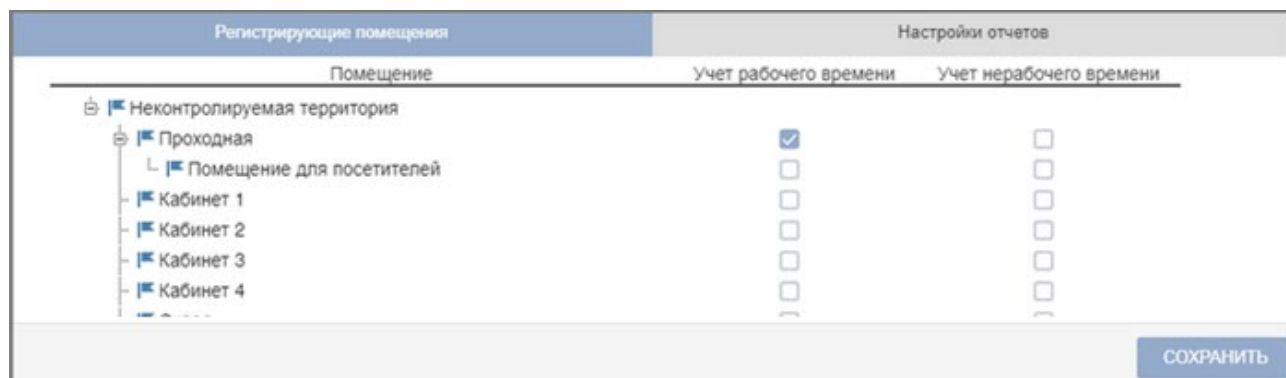 Регистрирующие помещения Настройки отчетов
Помещение Учет рабочего времени Учет нерабочего времени
Неконтролируемая территория
Проходная
Помещение для посетителей
Кабинет 1
Кабинет 2
Кабинет 3
Кабинет 4
СОХРАНИТЬ